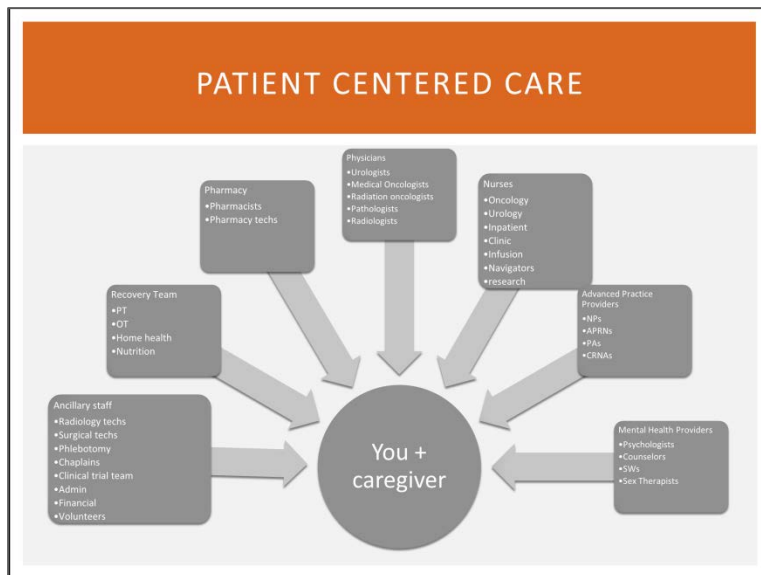 PATIENT CENTERED CARE
Physicians
•Urologists
•Medical Oncologists
•Radiation oncologists
•Pathologists
•Radiologists
Pharmacy
•Pharmacists
•Pharmacy techs
Nurses
•Oncology
•Urology
•Inpatient
•Clinic
•Infusion
•Navigators
•research
Recovery Team
•PT
•OT
•Home health
•Nutrition
Advanced Practice
Providers
•NPs
•APRNs
•PAs
•CRNAs
Ancillary staff
•Radiology techs
•Surgical techs
•Phlebotomy
•Chaplains
•Clinical trial team
•Admin
•Financial
•Volunteers
You +
caregiver
Mental Health Providers
•Psychologists
•Counselors
•SWs
•Sex Therapists